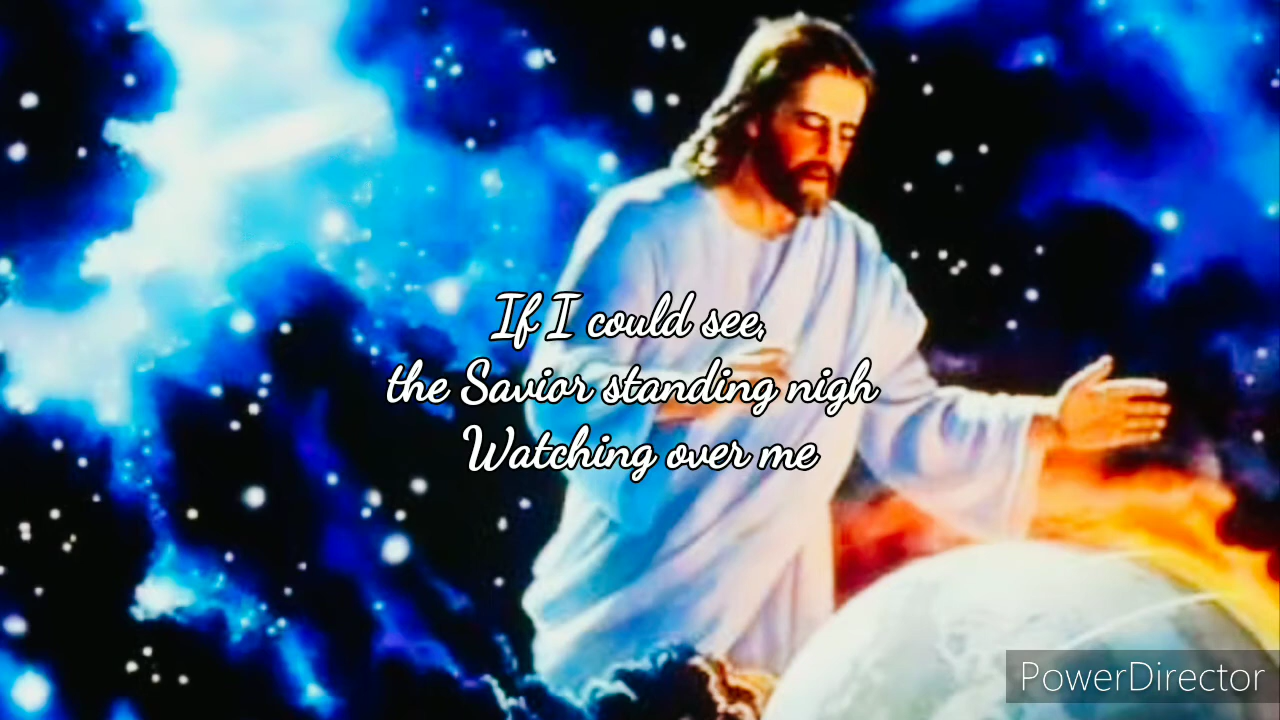 If I could see,
the Savior standing nigh
Watching over me
PowerDirector